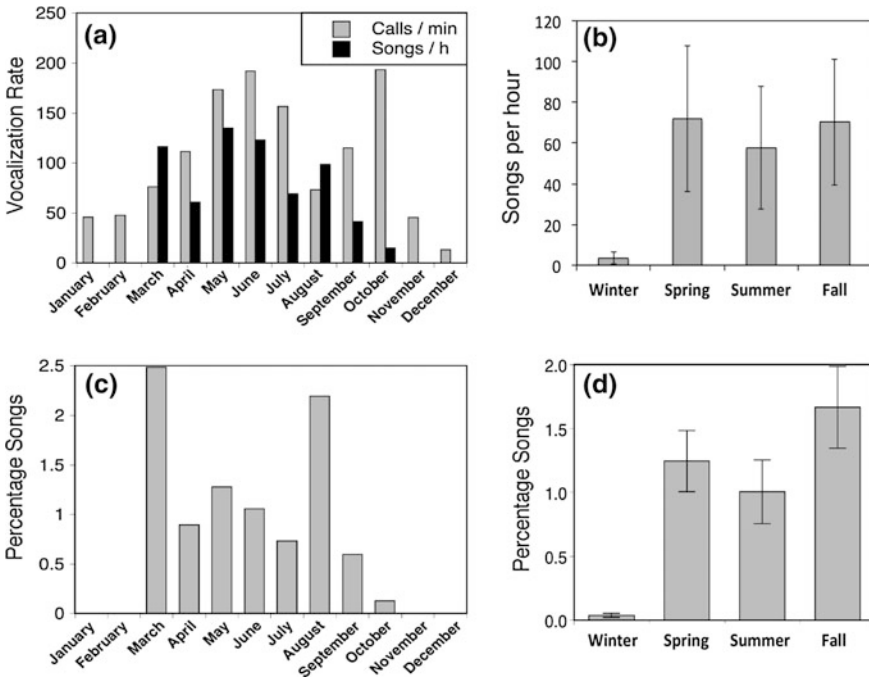 (a)
Calls / min
Songs / h
Vocalization Rate
250
200
150
100
50
0
January
February
March
April
May
June
July
August
September
October
November
December
(b)
Songs per hour
120
100
80
60
40
20
0
Winter
Spring
Summer
Fall
(c)
Percentage Songs
2.5
2
1.5
1
0.5
0
January
February
March
April
May
June
July
August
September
October
November
December
(d)
Percentage Songs
2.0
1.5
1.0
0.5
0.0
Winter
Spring
Summer
Fall